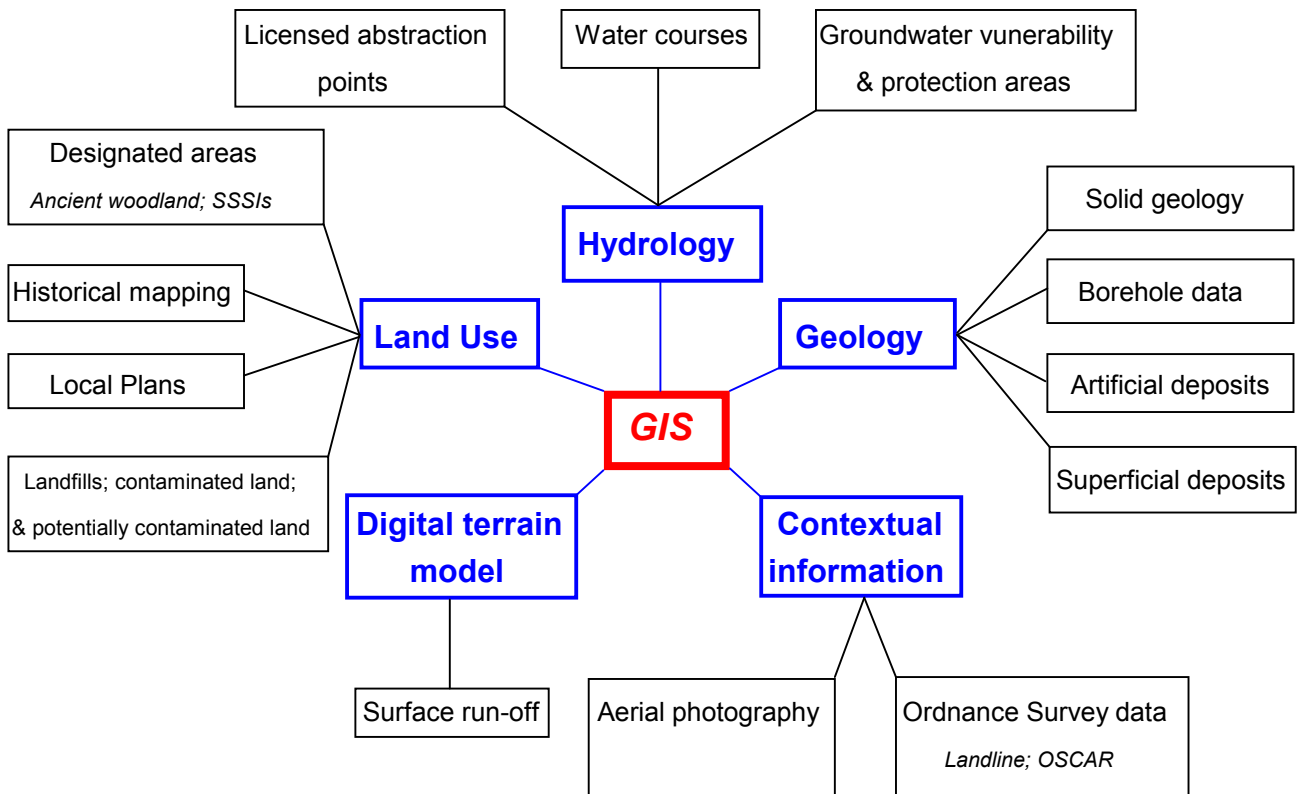 Licensed abstraction
points
Water courses
Groundwater vunerability
& protection areas
Designated areas
Ancient woodland; SSSIs
Historical mapping
Local Plans
Landfills; contaminated land;
& potentially contaminated land
Hydrology
Land Use
Geology
Solid geology
Borehole data
Artificial deposits
Superficial deposits
GIS
Digital terrain
model
Contextual
information
Surface run-off
Aerial photography
Ordnance Survey data
Landline; OSCAR